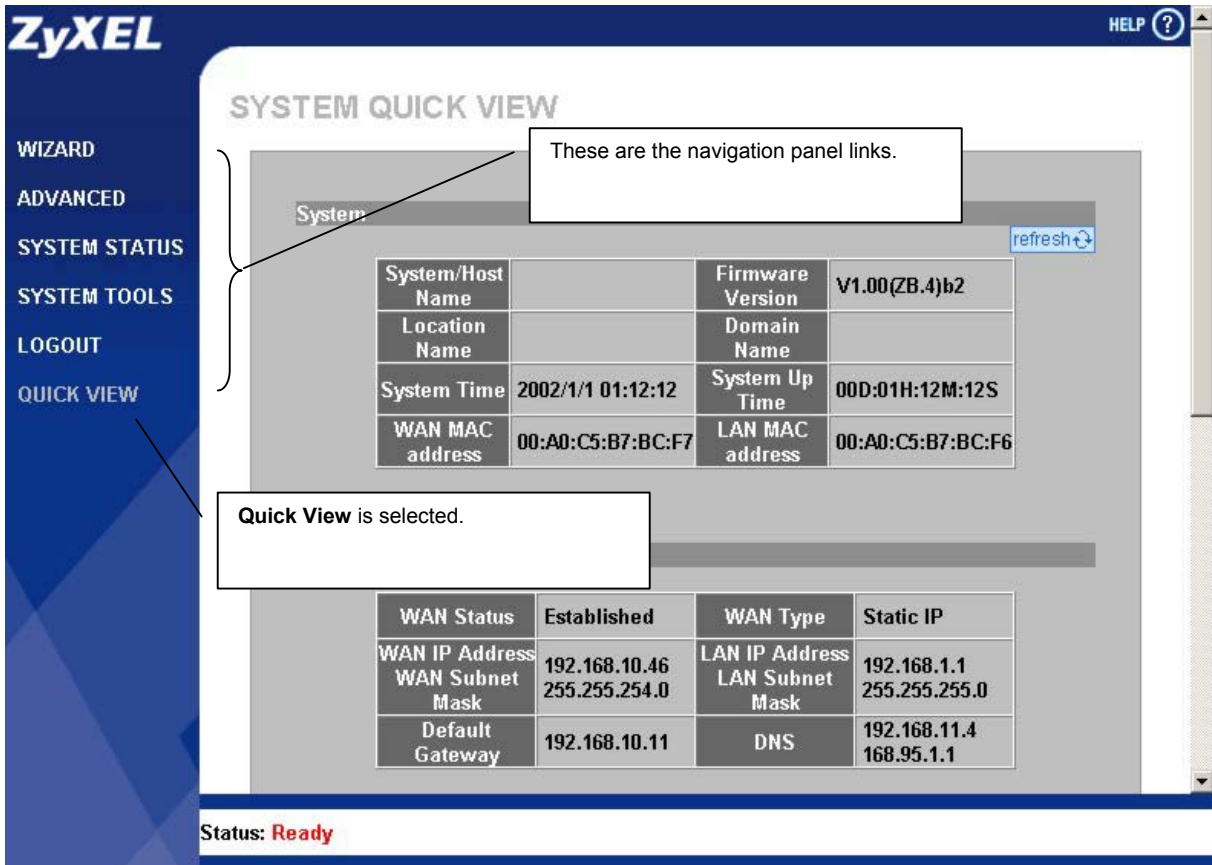 ZyXEL
HELP ?
SYSTEM QUICK VIEW
WIZARD
ADVANCED
SYSTEM STATUS
SYSTEM TOOLS
LOGOUT
QUICK VIEW
These are the navigation panel links.
System
refresh
System/Host Name
Firmware Version V1.00(ZB.4)b2
Location Name
Domain Name
System Time 2002/1/1 01:12:12 System Up Time 00D:01H:12M:12S
WAN MAC address 00:A0:C5:B7:BC:F7 LAN MAC address 00:A0:C5:B7:BC:F6
Quick View is selected.
WAN Status Established WAN Type Static IP
WAN IP Address WAN Subnet Mask 192.168.10.46 255.255.254.0 LAN IP Address LAN Subnet Mask 192.168.1.1 255.255.255.0
Default Gateway 192.168.10.11 DNS 192.168.11.4 168.95.1.1
Status: Ready